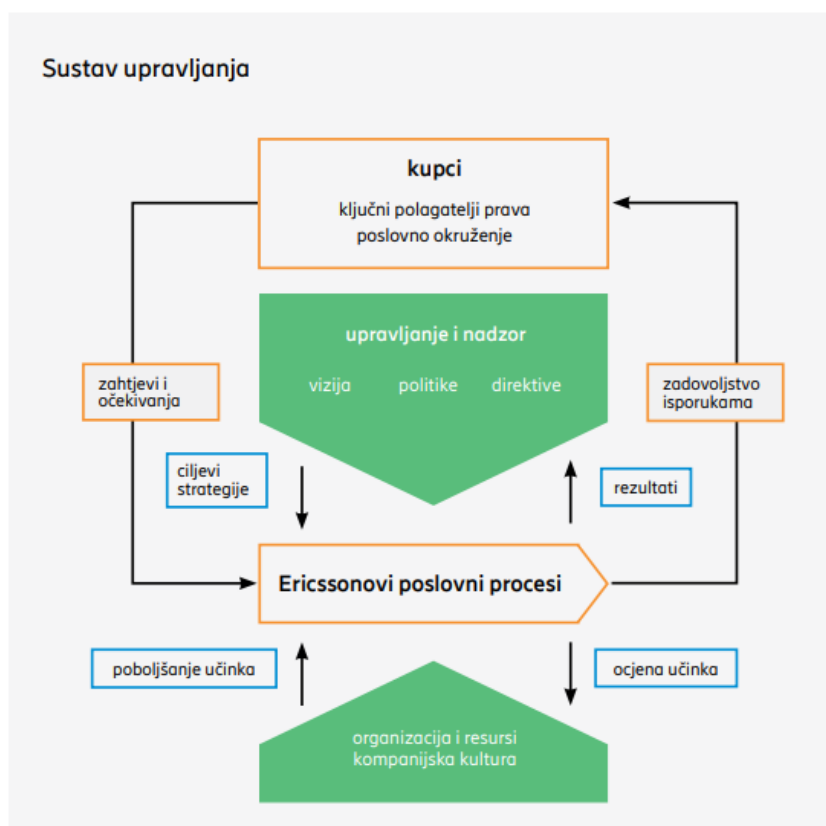 Sustav upravljanja
kupci
ključni polagatelji prava
poslovno okruženje
upravljanje i nadzor
vizija politike direktive
zahtjevi i
očekivanja
zadovoljstvo
isporukama
ciljevi
strategije
rezultati
Ericssonovi poslovni procesi
poboljšanje učinka
ocjena učinka
organizacija i resursi
kompanijska kultura